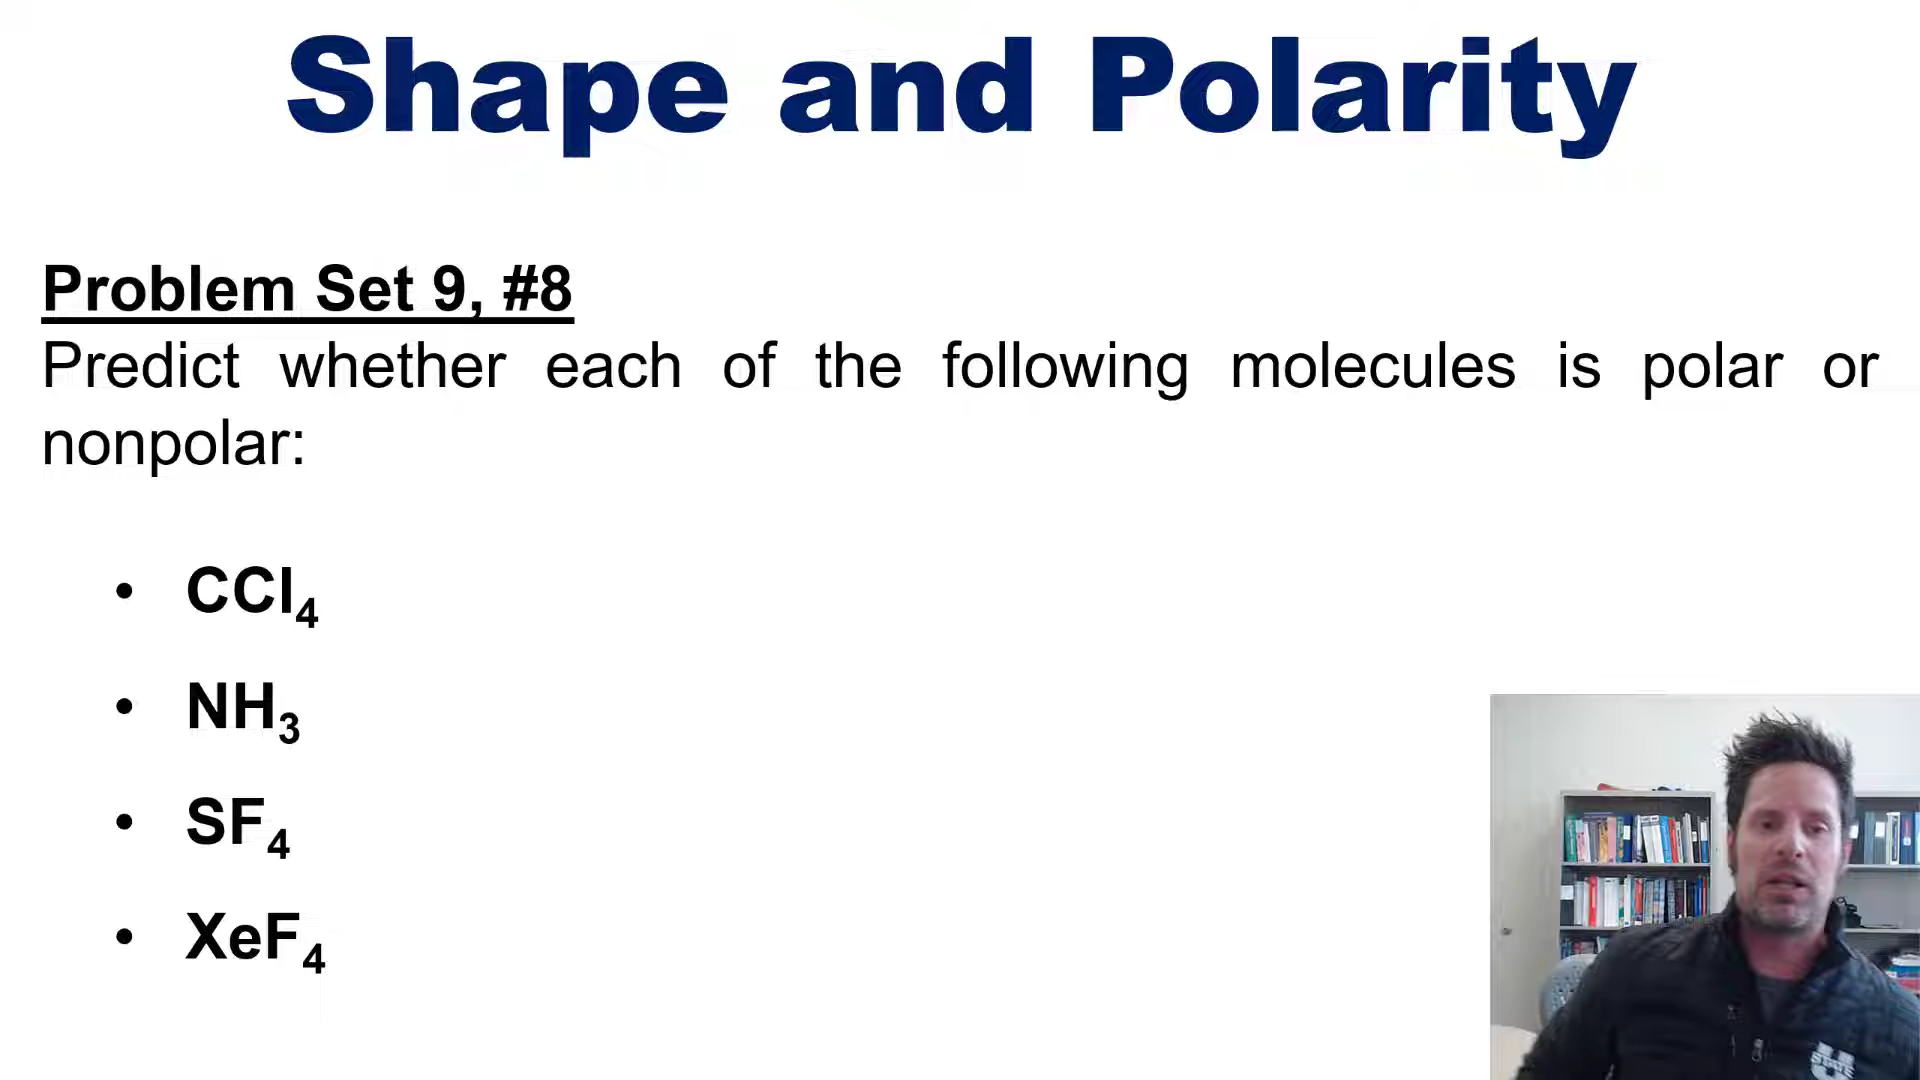 Shape and Polarity
Problem Set 9, #8
Predict whether each of the following molecules is polar or
nonpolar:
• CCl₄
• NH₃
• SF₄
• XeF₄
U
STATE